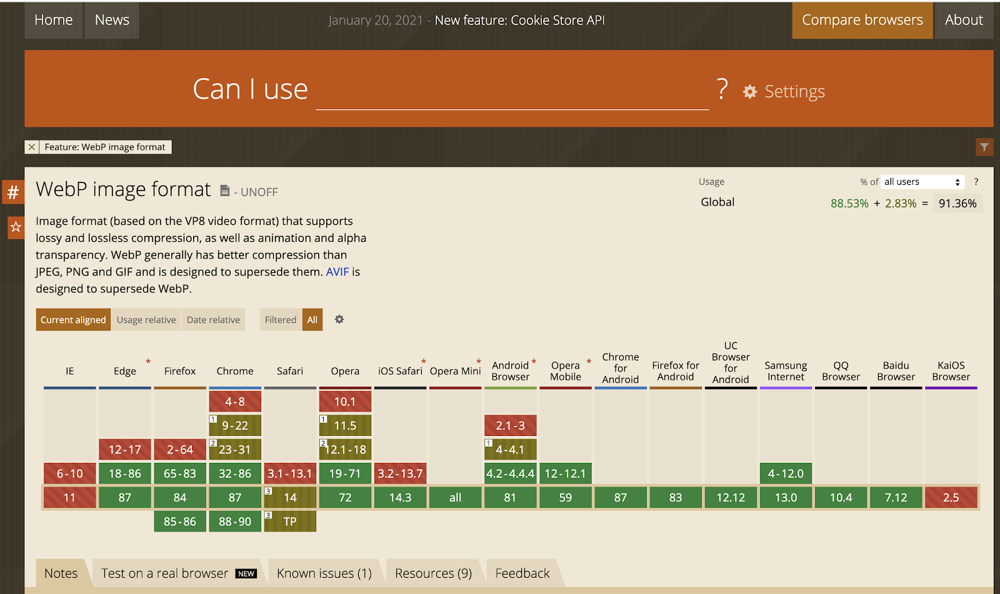 Home News January 20, 2021 - New feature: Cookie Store API Compare browsers About
Can I use ? Settings
× Feature: WebP image format
# WebP image format - UNOFF
Usage % of all users ?
Global 88.53% + 2.83% = 91.36%
Image format (based on the VP8 video format) that supports
lossy and lossless compression, as well as animation and alpha
transparency. WebP generally has better compression than
JPEG, PNG and GIF and is designed to supersede them. AVIF is
designed to supersede WebP.
Current aligned Usage relative Date relative Filtered All
IE Edge * Firefox Chrome Safari Opera iOS Safari * Opera Mini * Android Browser * Opera Mobile * Chrome for Android Firefox for Android UC Browser for Android Samsung Internet QQ Browser Baidu Browser KaiOS Browser
4-8 10.1
1 9-22 1 11.5 2.1-3
12-17 2-64 2 23-31 2 12.1-18 1 4-4.1
6-10 18-86 65-83 32-86 3.1-13.1 19-71 3.2-13.7 4.2-4.4.4 12-12.1 4-12.0
11 87 84 87 3 14 72 14.3 all 81 59 87 83 12.12 13.0 10.4 7.12 2.5
85-86 88-90 3 TP
Notes Test on a real browser NEW Known issues (1) Resources (9) Feedback